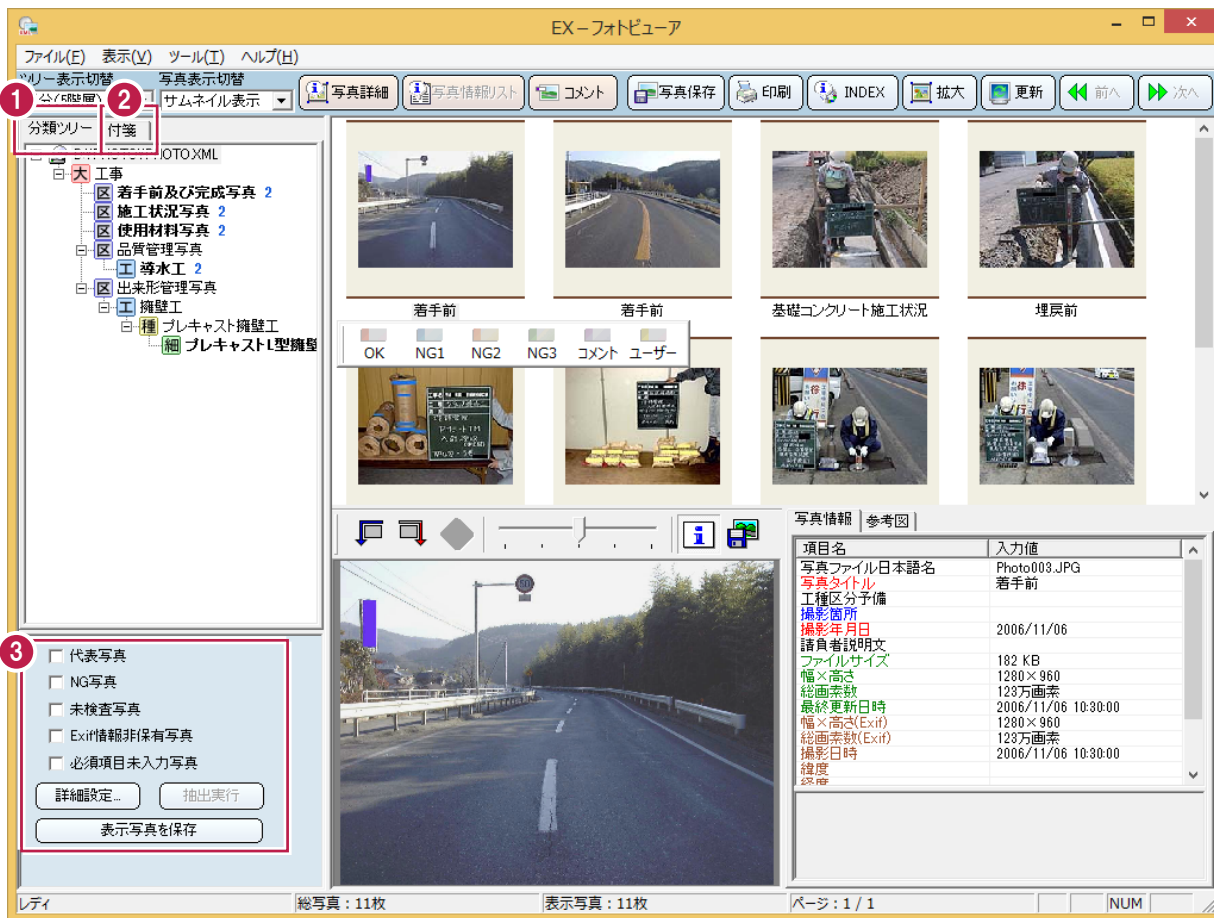 EX－フォトビューア
ファイル(F) 表示(V) ツール(T) ヘルプ(H)
ツリー表示切替 写真表示切替
サムネイル表示
写真詳細 写真情報リスト コメント 写真保存 印刷 INDEX 拡大 更新 前へ 次へ
1 2
分類ツリー 付箋
大 工事
区 着手前及び完成写真 2
区 施工状況写真 2
区 使用材料写真 2
区 品質管理写真
工 導水工 2
区 出来形管理写真
工 擁壁工
種 プレキャスト擁壁工
細 プレキャストL型擁壁
着手前 着手前 基礎コンクリート施工状況 埋戻前
OK NG1 NG2 NG3 コメント ユーザー
3
代表写真
NG写真
未検査写真
Exif情報非保有写真
必須項目未入力写真
詳細設定... 抽出実行
表示写真を保存
写真情報 参考図
項目名 入力値
写真ファイル日本語名 Photo003.JPG
写真タイトル 着手前
工種区分予備
撮影箇所
撮影年月日 2006/11/06
請負者説明文
ファイルサイズ 182 KB
幅×高さ 1280×960
総画素数 123万画素
最終更新日時 2006/11/06 10:30:00
幅×高さ(Exif) 1280×960
総画素数(Exif) 123万画素
撮影日時 2006/11/06 10:30:00
緯度
経度
レディ 総写真：11枚 表示写真：11枚 ページ：1 / 1 NUM